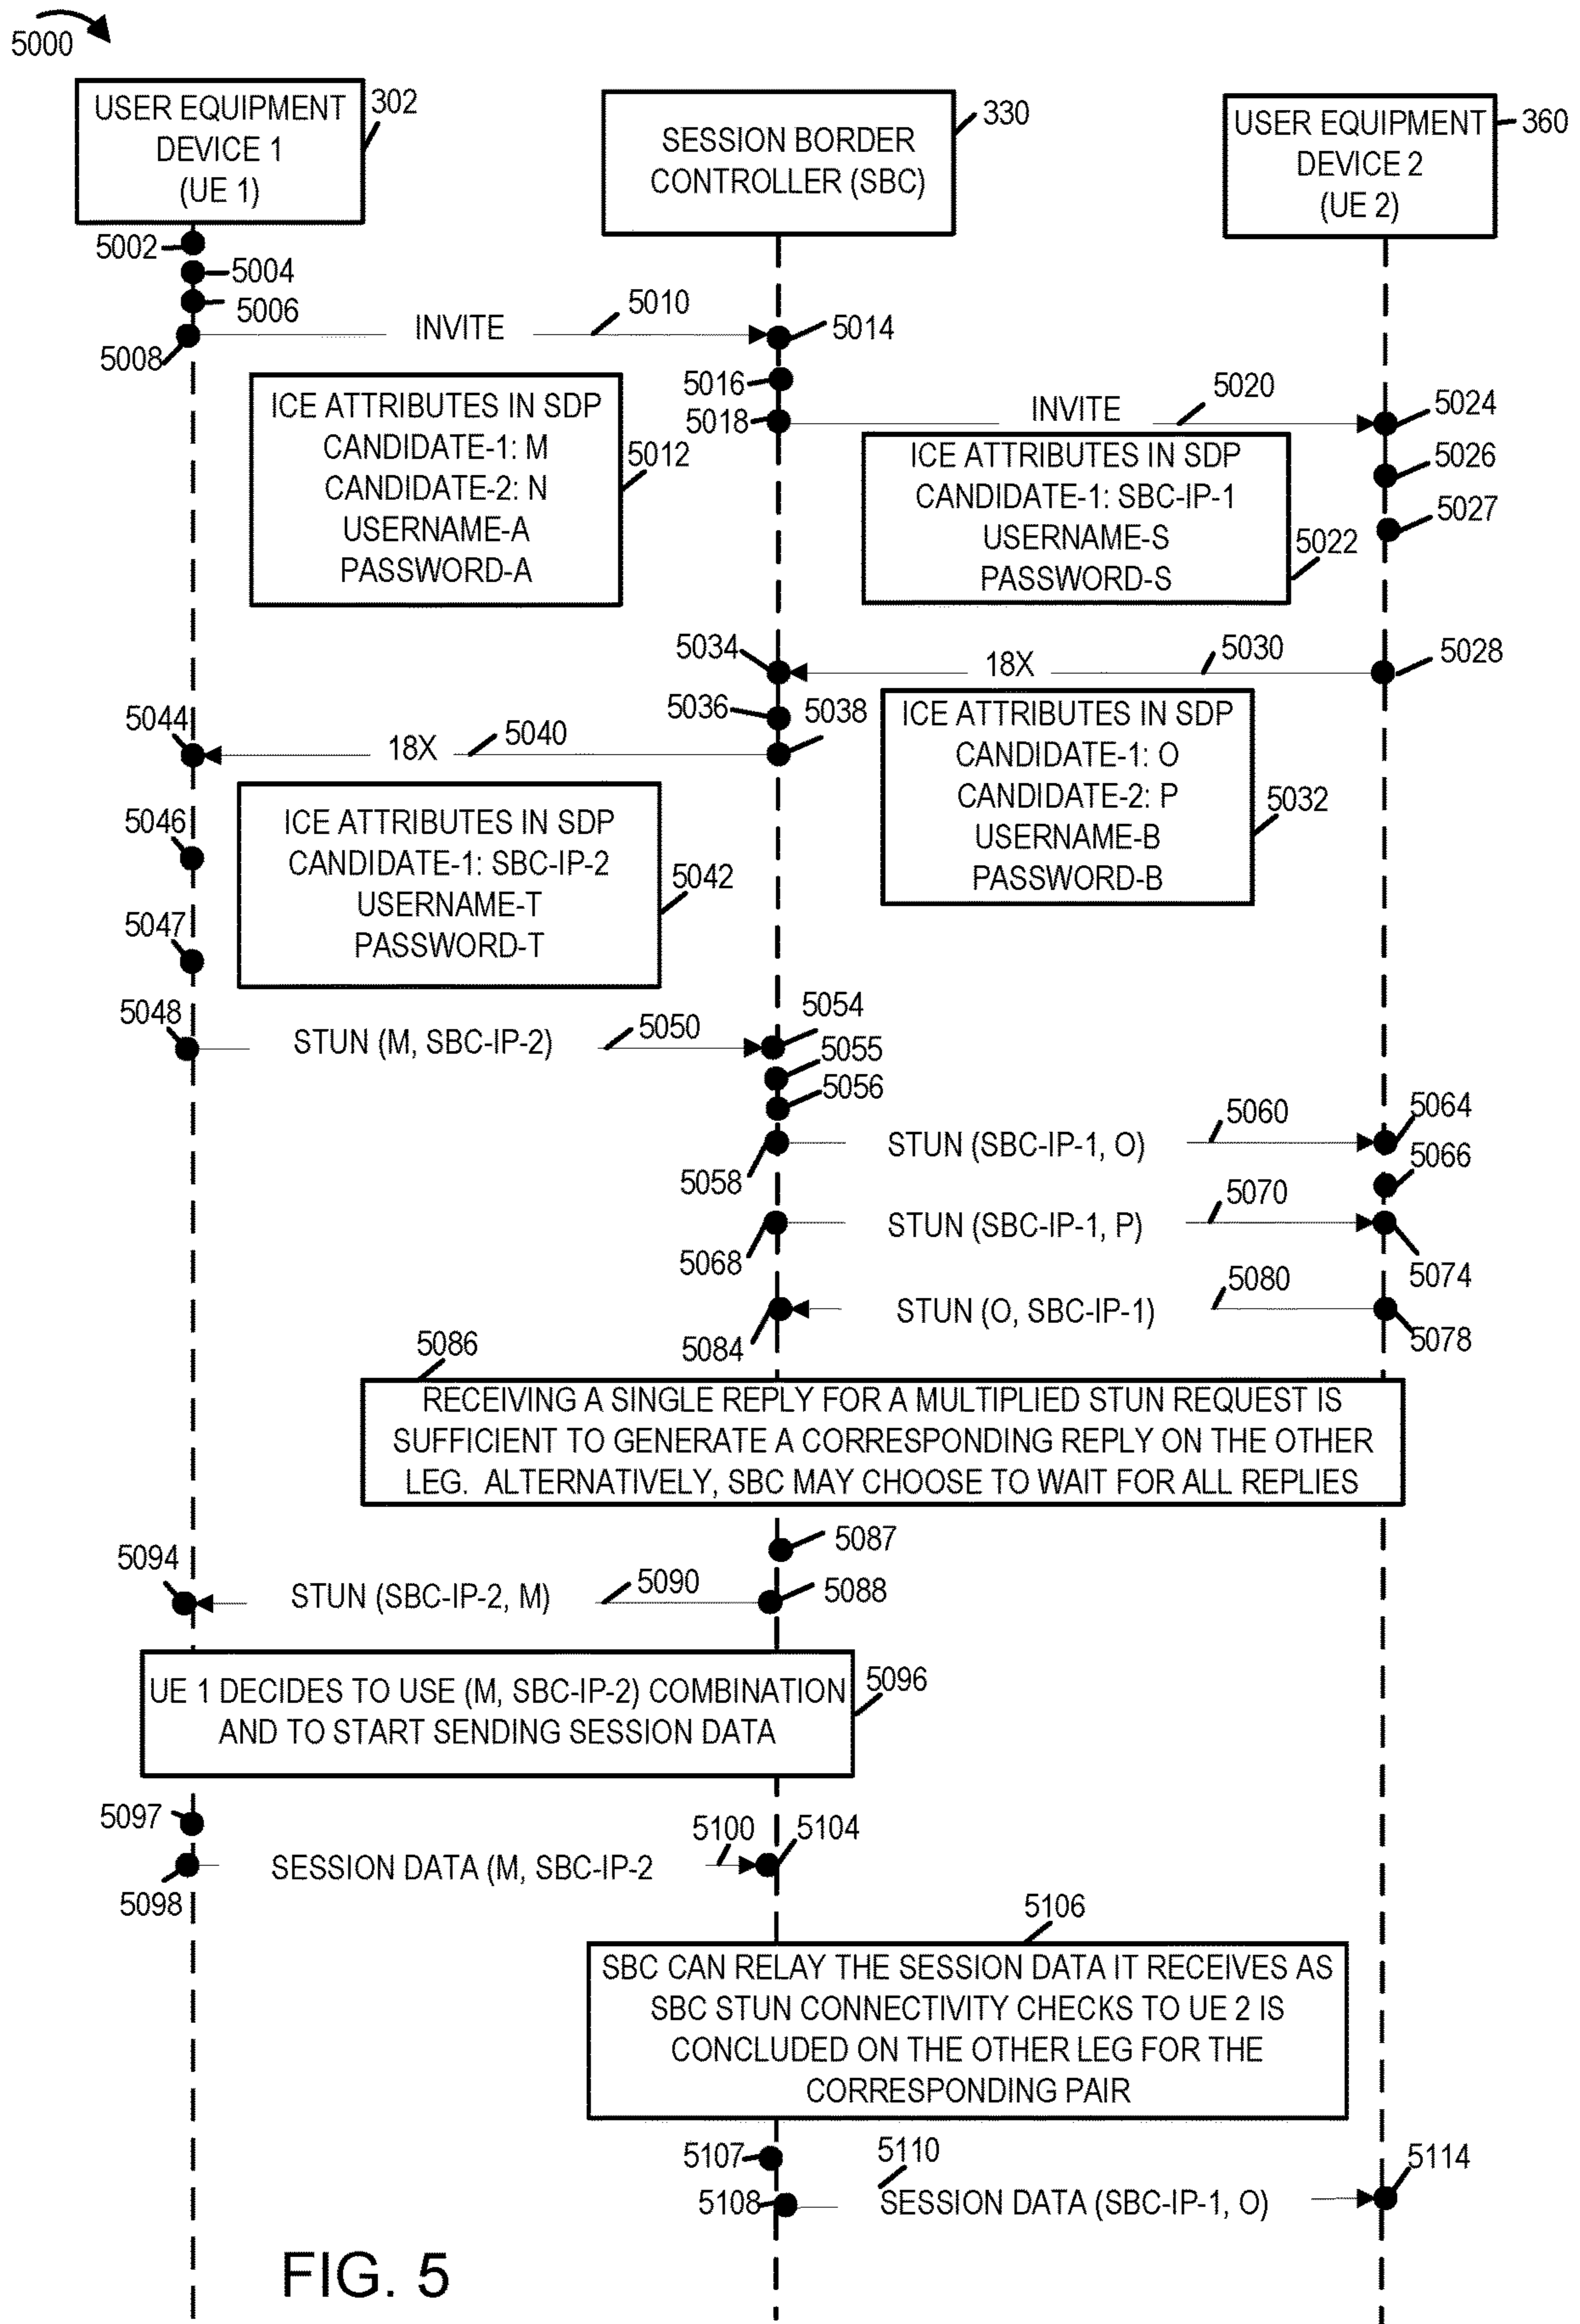 5000
USER EQUIPMENT
DEVICE 1
(UE 1)
302
SESSION BORDER
CONTROLLER (SBC)
330
USER EQUIPMENT
DEVICE 2
(UE 2)
360
5002
5004
5006
5008
INVITE
5010
5014
ICE ATTRIBUTES IN SDP
CANDIDATE-1: M
CANDIDATE-2: N
USERNAME-A
PASSWORD-A
5012
5016
5018
INVITE
5020
5024
ICE ATTRIBUTES IN SDP
CANDIDATE-1: SBC-IP-1
USERNAME-S
PASSWORD-S
5022
5026
5027
5034
18X
5030
5028
5036
5038
ICE ATTRIBUTES IN SDP
CANDIDATE-1: O
CANDIDATE-2: P
USERNAME-B
PASSWORD-B
5032
5044
18X
5040
ICE ATTRIBUTES IN SDP
CANDIDATE-1: SBC-IP-2
USERNAME-T
PASSWORD-T
5042
5046
5047
5048
STUN (M, SBC-IP-2)
5050
5054
5055
5056
5058
STUN (SBC-IP-1, O)
5060
5064
5066
5068
STUN (SBC-IP-1, P)
5070
5074
5084
STUN (O, SBC-IP-1)
5080
5078
5086
RECEIVING A SINGLE REPLY FOR A MULTIPLIED STUN REQUEST IS
SUFFICIENT TO GENERATE A CORRESPONDING REPLY ON THE OTHER
LEG. ALTERNATIVELY, SBC MAY CHOOSE TO WAIT FOR ALL REPLIES
5087
5094
STUN (SBC-IP-2, M)
5090
5088
UE 1 DECIDES TO USE (M, SBC-IP-2) COMBINATION
AND TO START SENDING SESSION DATA
5096
5097
5098
SESSION DATA (M, SBC-IP-2
5100
5104
5106
SBC CAN RELAY THE SESSION DATA IT RECEIVES AS
SBC STUN CONNECTIVITY CHECKS TO UE 2 IS
CONCLUDED ON THE OTHER LEG FOR THE
CORRESPONDING PAIR
5107
5108
5110
SESSION DATA (SBC-IP-1, O)
5114
FIG. 5